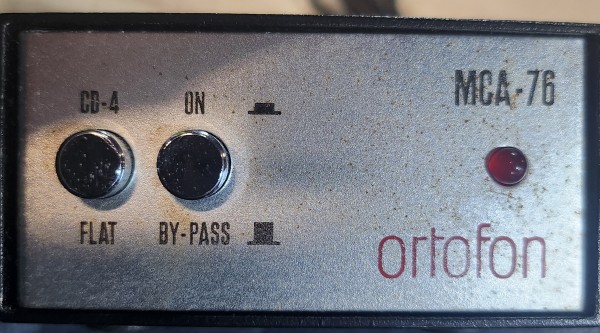 CD-4 ON MCA-76
FLAT BY-PASS ortofon